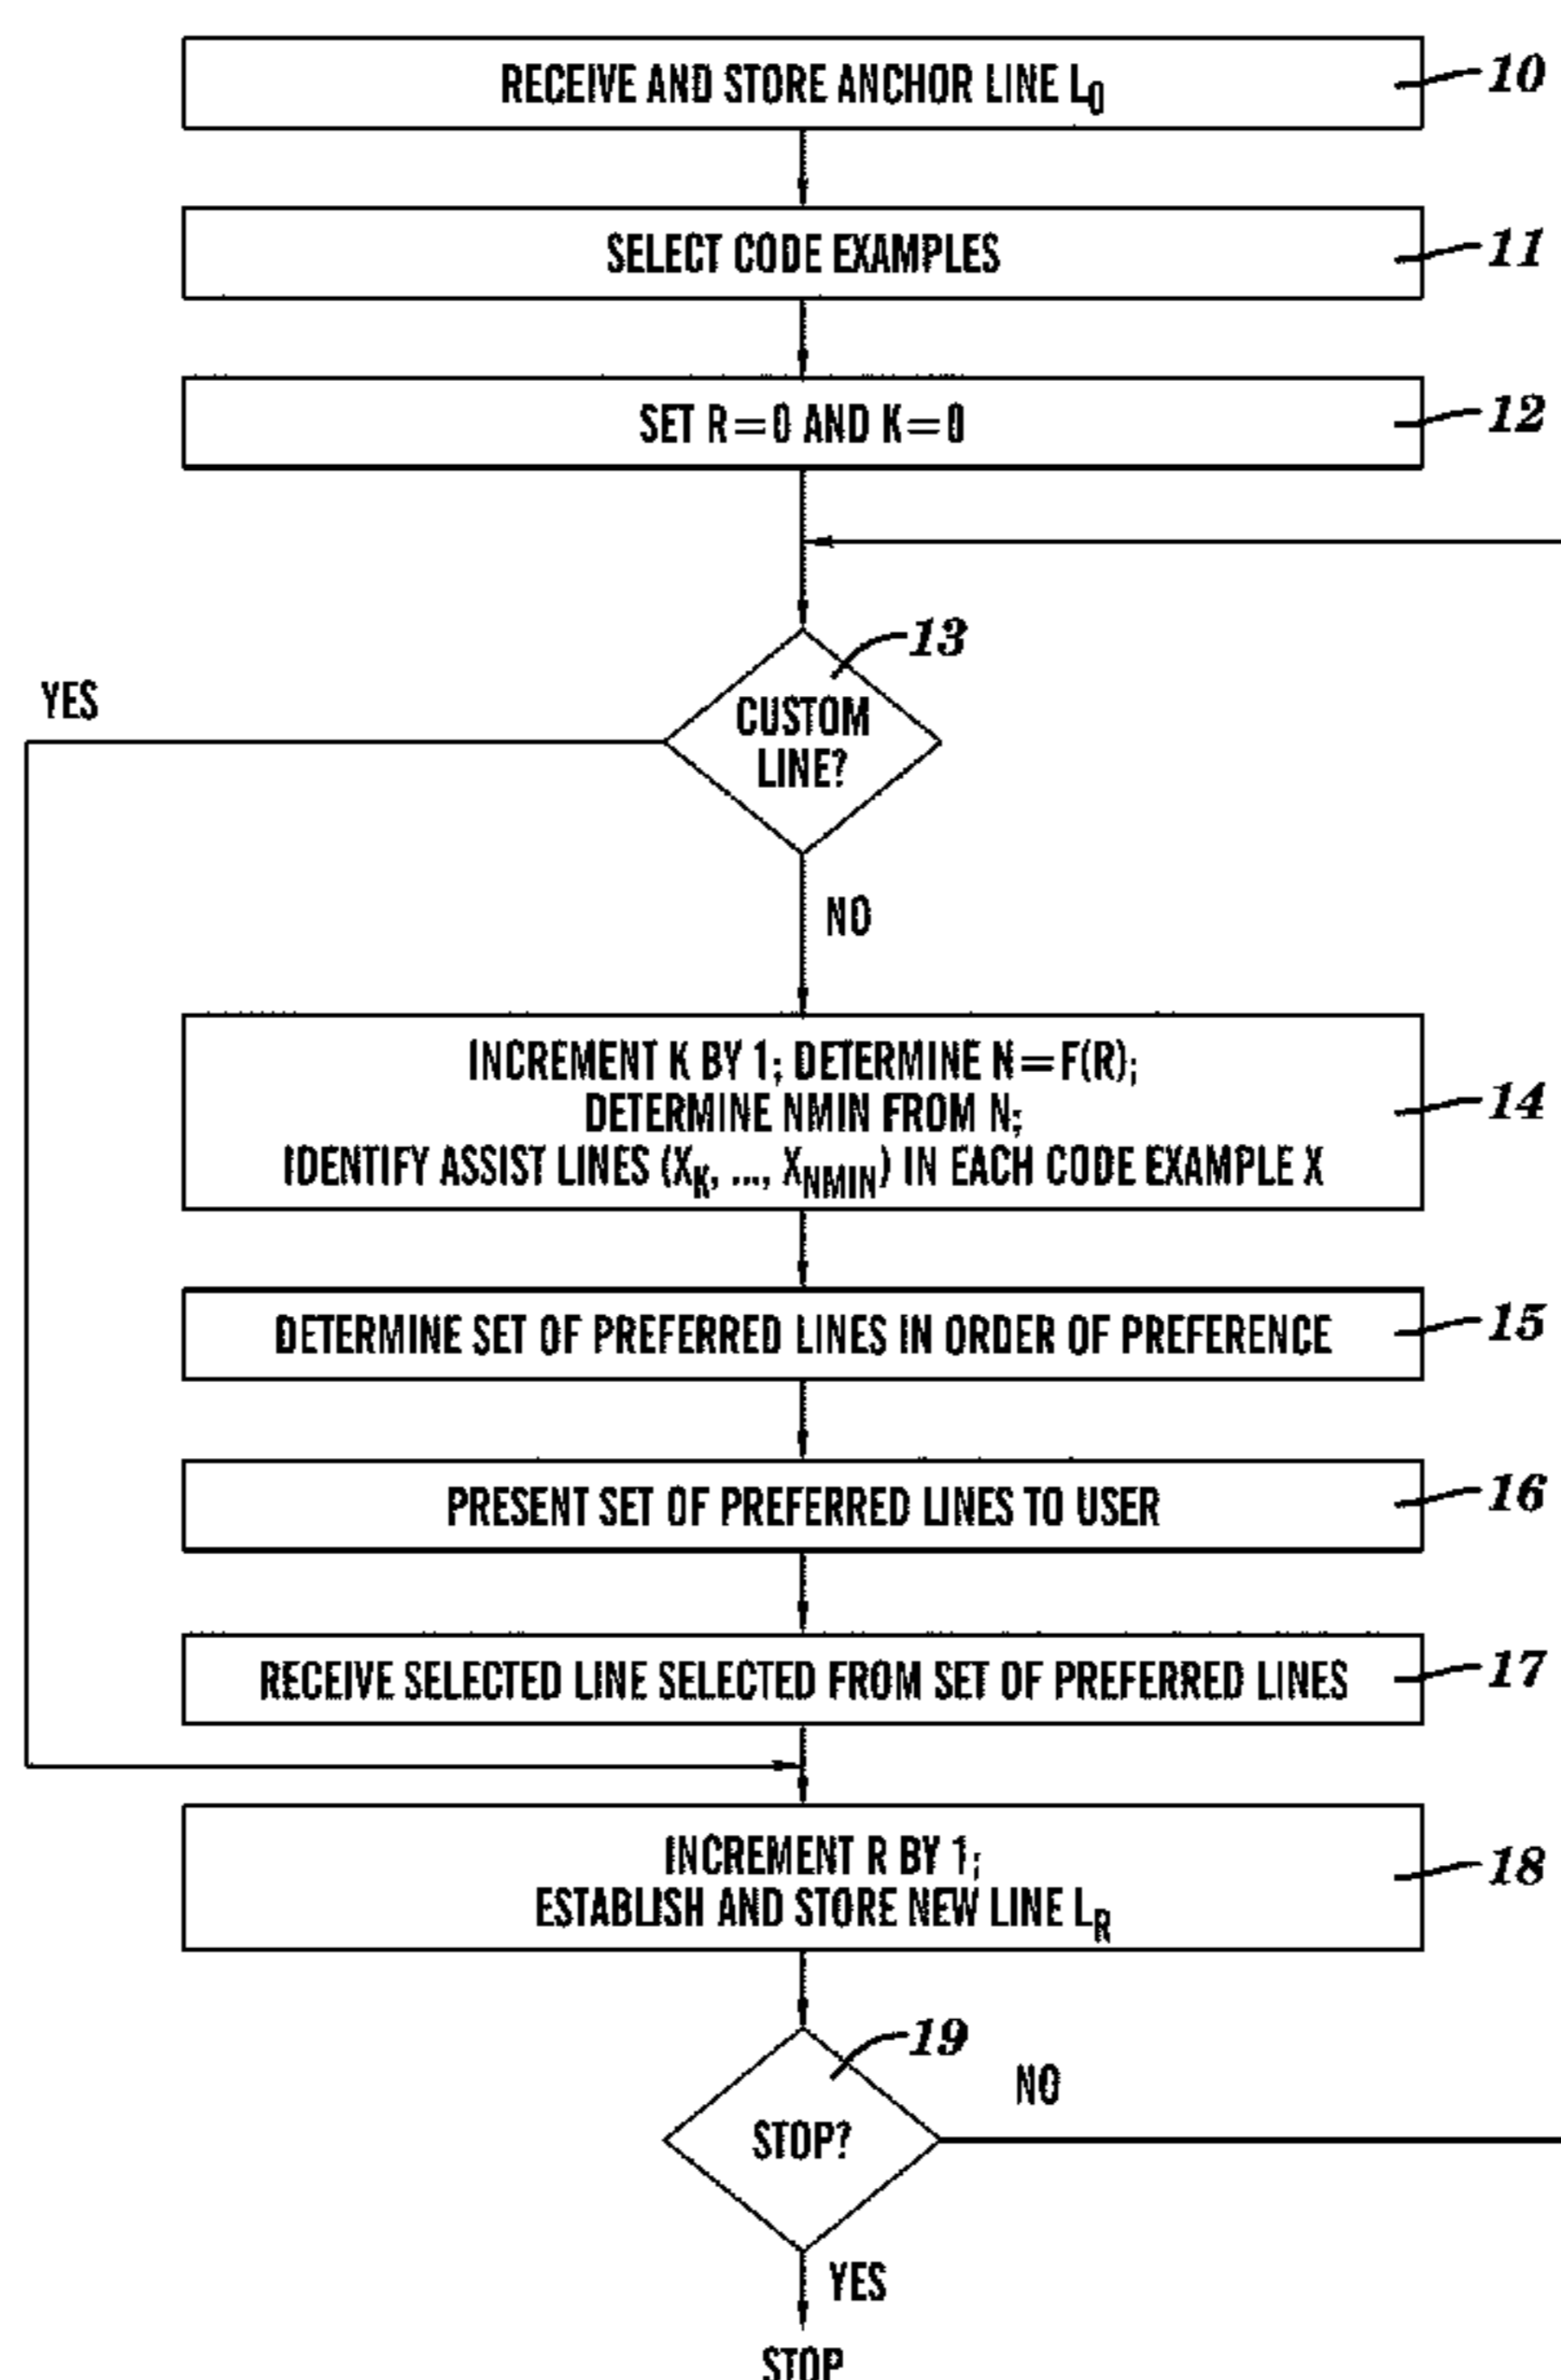 RECEIVE AND STORE ANCHOR LINE L0
10
SELECT CODE EXAMPLES
11
SET R=0 AND K=0
12
13
CUSTOM
LINE?
YES
NO
INCREMENT K BY 1; DETERMINE N=F(R);
DETERMINE NMIN FROM N;
IDENTIFY ASSIST LINES (XK, ..., XNMIN) IN EACH CODE EXAMPLE X
14
DETERMINE SET OF PREFERRED LINES IN ORDER OF PREFERENCE
15
PRESENT SET OF PREFERRED LINES TO USER
16
RECEIVE SELECTED LINE SELECTED FROM SET OF PREFERRED LINES
17
INCREMENT R BY 1;
ESTABLISH AND STORE NEW LINE LR
18
19
STOP?
NO
YES
STOP